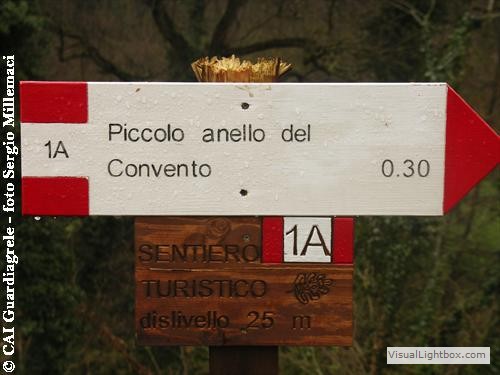 1A
Piccolo anello del
Convento 0.30
SENTIERO 1A
TURISTICO
dislivello 25 m
© CAI Guardiagrele - foto Sergio Millemaci
VisualLightbox.com